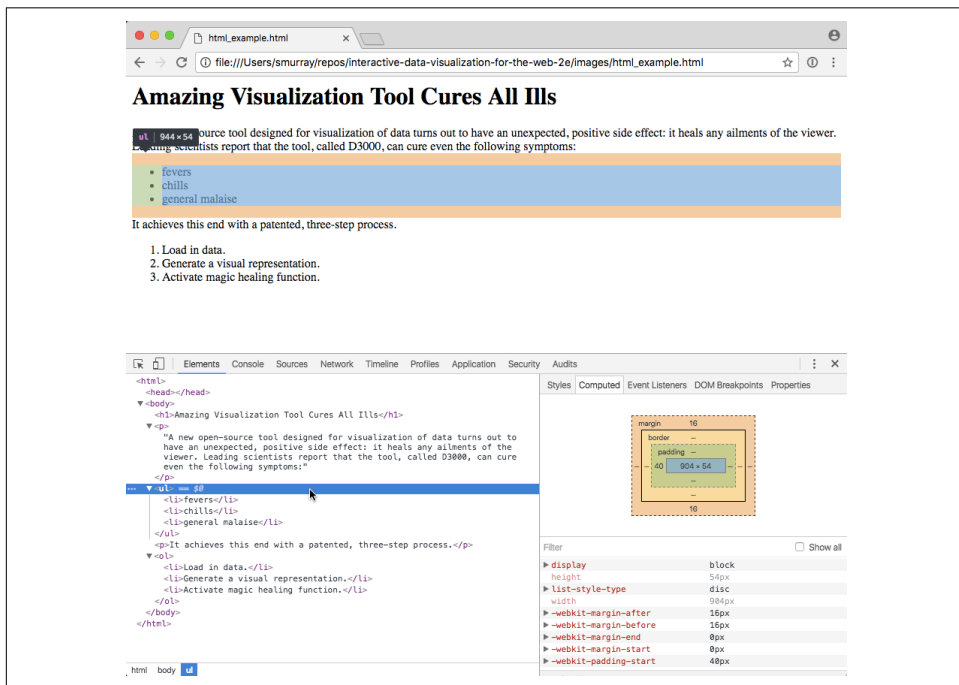 html_example.html
file:///Users/smurray/repos/interactive-data-visualization-for-the-web-2e/images/html_example.html
Amazing Visualization Tool Cures All Ills
ul 944 × 54
ource tool designed for visualization of data turns out to have an unexpected, positive side effect: it heals any ailments of the viewer.
Leading scientists report that the tool, called D3000, can cure even the following symptoms:
• fevers
• chills
• general malaise
It achieves this end with a patented, three-step process.
1. Load in data.
2. Generate a visual representation.
3. Activate magic healing function.
Elements Console Sources Network Timeline Profiles Application Security Audits
<html>
<head></head>
▼<body>
<h1>Amazing Visualization Tool Cures All Ills</h1>
▼<p>
"A new open-source tool designed for visualization of data turns out to
have an unexpected, positive side effect: it heals any ailments of the
viewer. Leading scientists report that the tool, called D3000, can cure
even the following symptoms:"
</p>
… ▼<ul> == $0
<li>fevers</li>
<li>chills</li>
<li>general malaise</li>
</ul>
<p>It achieves this end with a patented, three-step process.</p>
▼<ol>
<li>Load in data.</li>
<li>Generate a visual representation.</li>
<li>Activate magic healing function.</li>
</ol>
</body>
</html>
html body ul
Styles Computed Event Listeners DOM Breakpoints Properties
margin 16
border –
padding –
– – 40 904 × 54 – – –
–
–
16
Filter Show all
▶ display block
height 54px
▶ list-style-type disc
width 904px
▶ -webkit-margin-after 16px
▶ -webkit-margin-before 16px
▶ -webkit-margin-end 0px
▶ -webkit-margin-start 0px
▶ -webkit-padding-start 40px